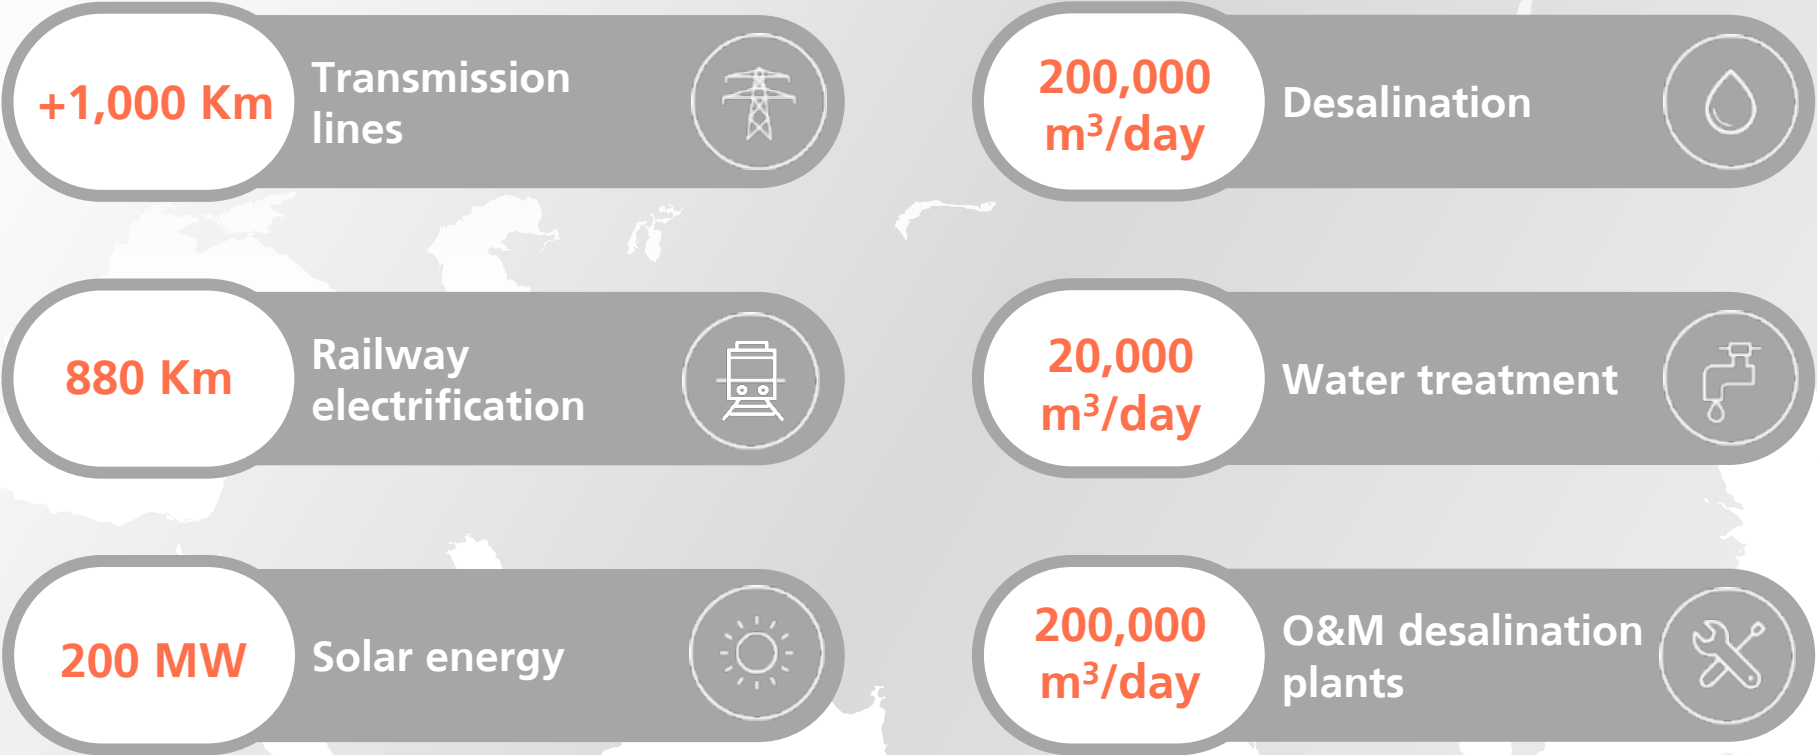 +1,000 Km
Transmission
lines
200,000
m³/day
Desalination
880 Km
Railway
electrification
20,000
m³/day
Water treatment
200 MW
Solar energy
200,000
m³/day
O&M desalination
plants